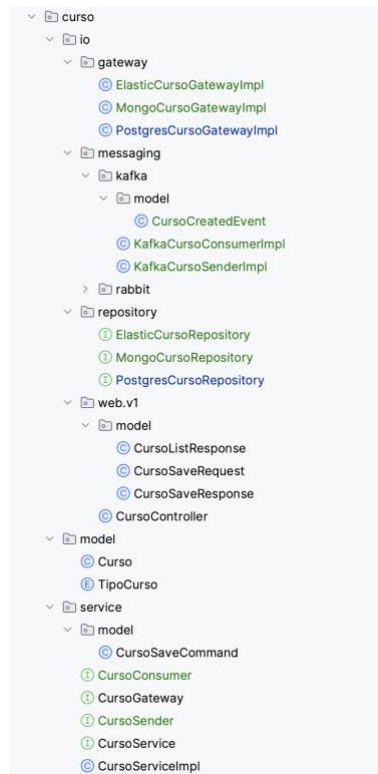 curso
io
gateway
ElasticCursoGatewayImpl
MongoCursoGatewayImpl
PostgresCursoGatewayImpl
messaging
kafka
model
CursoCreatedEvent
KafkaCursoConsumerImpl
KafkaCursoSenderImpl
rabbit
repository
ElasticCursoRepository
MongoCursoRepository
PostgresCursoRepository
web.v1
model
CursoListResponse
CursoSaveRequest
CursoSaveResponse
CursoController
model
Curso
TipoCurso
service
model
CursoSaveCommand
CursoConsumer
CursoGateway
CursoSender
CursoService
CursoServiceImpl